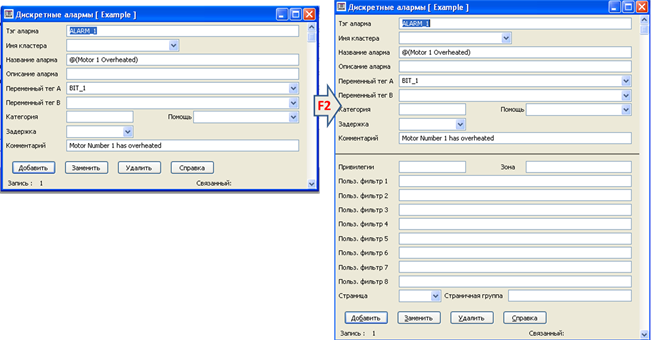 Дискретные алармы [ Example ]
Тэг аларма ALARM_1
Имя кластера
Название аларма @(Motor 1 Overheated)
Описание аларма
Переменный тег A BIT_1
Переменный тег B
Категория Помощь
Задержка
Комментарий Motor Number 1 has overheated
Добавить Заменить Удалить Справка
Запись : 1 Связанный:
F2
Дискретные алармы [ Example ]
Тэг аларма ALARM_1
Имя кластера
Название аларма @(Motor 1 Overheated)
Описание аларма
Переменный тег A BIT_1
Переменный тег B
Категория Помощь
Задержка
Комментарий Motor Number 1 has overheated
Привилегии Зона
Польз. фильтр 1
Польз. фильтр 2
Польз. фильтр 3
Польз. фильтр 4
Польз. фильтр 5
Польз. фильтр 6
Польз. фильтр 7
Польз. фильтр 8
Страница Страничная группа
Добавить Заменить Удалить Справка
Запись : 1 Связанный: